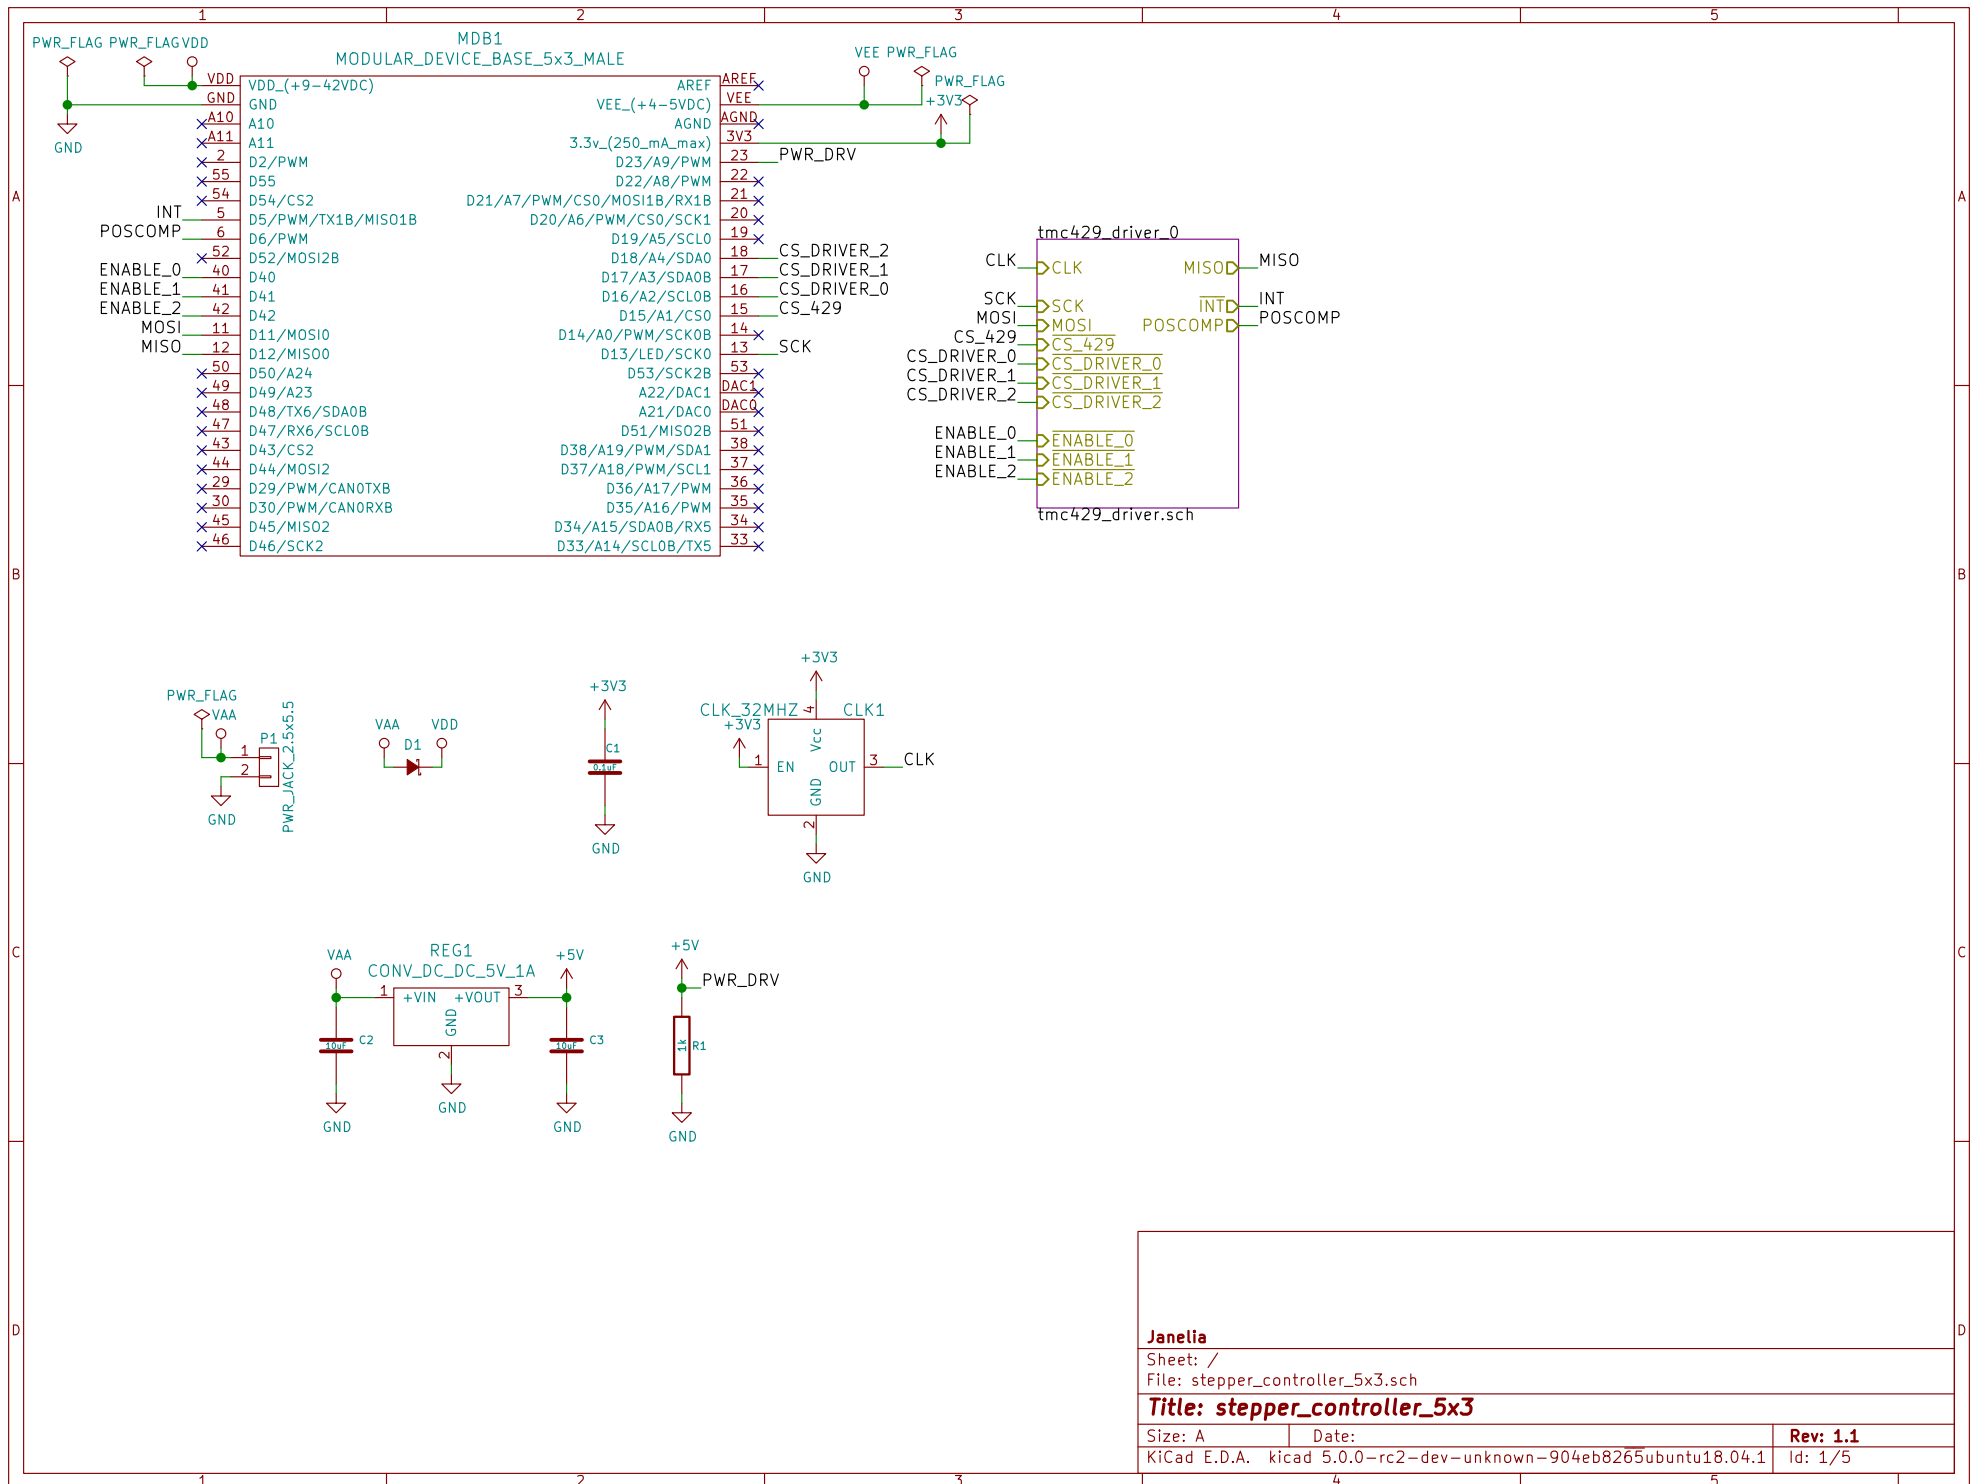 1 2 3 4 5
PWR_FLAG PWR_FLAG VDD
MDB1
MODULAR_DEVICE_BASE_5x3_MALE
VEE PWR_FLAG
PWR_FLAG
+3V3
GND
VDD VDD_(+9-42VDC)
GND GND
A10 A10
A11 A11
2 D2/PWM
55 D55
54 D54/CS2
INT 5 D5/PWM/TX1B/MISO1B
POSCOMP 6 D6/PWM
52 D52/MOSI2B
ENABLE_0 40 D40
ENABLE_1 41 D41
ENABLE_2 42 D42
MOSI 11 D11/MOSI0
MISO 12 D12/MISO0
50 D50/A24
49 D49/A23
48 D48/TX6/SDA0B
47 D47/RX6/SCL0B
43 D43/CS2
44 D44/MOSI2
29 D29/PWM/CAN0TXB
30 D30/PWM/CAN0RXB
45 D45/MISO2
46 D46/SCK2
AREF AREF
VEE_(+4-5VDC) VEE
AGND AGND
3.3v_(250_mA_max) 3V3
D23/A9/PWM 23 PWR_DRV
D22/A8/PWM 22
D21/A7/PWM/CS0/MOSI1B/RX1B 21
D20/A6/PWM/CS0/SCK1 20
D19/A5/SCL0 19
D18/A4/SDA0 18 CS_DRIVER_2
D17/A3/SDA0B 17 CS_DRIVER_1
D16/A2/SCL0B 16 CS_DRIVER_0
D15/A1/CS0 15 CS_429
D14/A0/PWM/SCK0B 14
D13/LED/SCK0 13 SCK
D53/SCK2B 53
A22/DAC1 DAC1
A21/DAC0 DAC0
D51/MISO2B 51
D38/A19/PWM/SDA1 38
D37/A18/PWM/SCL1 37
D36/A17/PWM 36
D35/A16/PWM 35
D34/A15/SDA0B/RX5 34
D33/A14/SCL0B/TX5 33
tmc429_driver_0
CLK CLK MISO MISO
SCK SCK INT INT
MOSI MOSI POSCOMP POSCOMP
CS_429 CS_429
CS_DRIVER_0 CS_DRIVER_0
CS_DRIVER_1 CS_DRIVER_1
CS_DRIVER_2 CS_DRIVER_2
ENABLE_0 ENABLE_0
ENABLE_1 ENABLE_1
ENABLE_2 ENABLE_2
tmc429_driver.sch
A A
B B
PWR_FLAG
VAA
P1
1
2
PWR_JACK_2.5x5.5
GND
VAA D1 VDD
+3V3
C1
0.1uF
GND
+3V3
CLK_32MHZ CLK1
+3V3
4 Vcc
1 EN OUT 3 CLK
GND 2
GND
C C
VAA
REG1
CONV_DC_DC_5V_1A
+5V
1 +VIN +VOUT 3
GND 2
10uF C2
10uF C3
GND
GND
GND
+5V
PWR_DRV
1k R1
GND
D D
Janelia
Sheet: /
File: stepper_controller_5x3.sch
Title: stepper_controller_5x3
Size: A Date: Rev: 1.1
KiCad E.D.A. kicad 5.0.0-rc2-dev-unknown-904eb8265ubuntu18.04.1 Id: 1/5
1 2 3 4 5